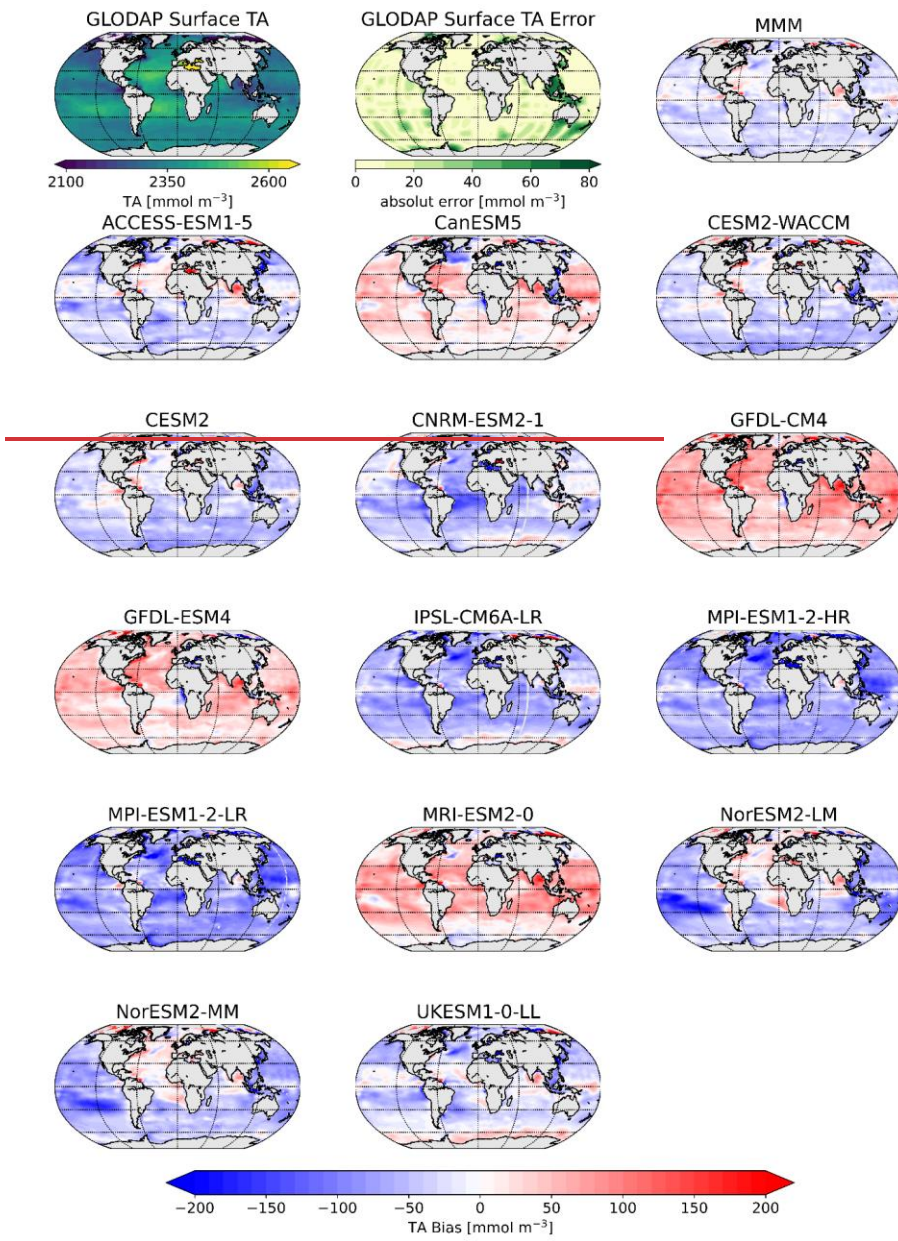 GLODAP Surface TA
GLODAP Surface TA Error
MMM
2100 2350 2600
TA [mmol m⁻³]
0 20 40 60 80
absolut error [mmol m⁻³]
ACCESS-ESM1-5
CanESM5
CESM2-WACCM
CESM2
CNRM-ESM2-1
GFDL-CM4
GFDL-ESM4
IPSL-CM6A-LR
MPI-ESM1-2-HR
MPI-ESM1-2-LR
MRI-ESM2-0
NorESM2-LM
NorESM2-MM
UKESM1-0-LL
−200 −150 −100 −50 0 50 100 150 200
TA Bias [mmol m⁻³]